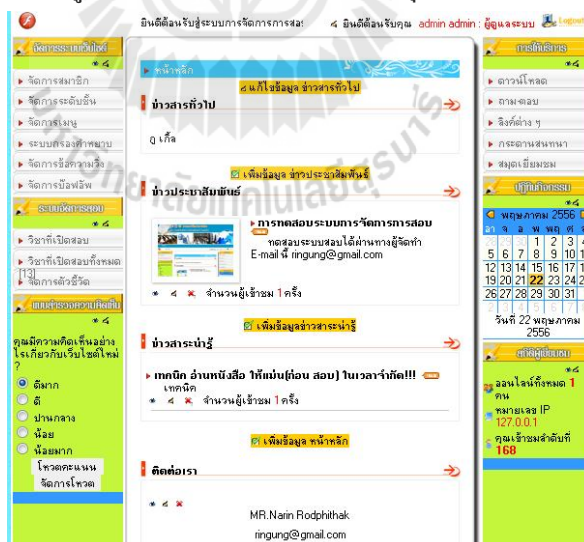 ยินดีต้อนรับสู่ระบบการจัดการการสอบ
ยินดีต้อนรับคุณ admin admin : ผู้ดูแลระบบ Logout
จัดการระบบเว็บไซต์
จัดการสมาชิก
จัดการระดับชั้น
จัดการเมนู
ระบบกรองคำหยาบ
จัดการข้อความวิ่ง
จัดการป๊อปอัพ
ระบบจัดการสอบ
วิชาที่เปิดสอบ
วิชาที่เปิดสอบทั้งหมด
[13]
จัดการตัวชี้วัด
แบบสำรวจความคิดเห็น
คุณมีความคิดเห็นอย่าง
ไรเกี่ยวกับเว็บไซต์ใหม่
?
ดีมาก
ดี
ปานกลาง
น้อย
น้อยมาก
โหวตคะแนน
จัดการโหวต
หน้าหลัก
แก้ไขข้อมูล ข่าวสารทั่วไป
ข่าวสารทั่วไป
ภู เกิ้ล
เพิ่มข้อมูล ข่าวประชาสัมพันธ์
ข่าวประชาสัมพันธ์
การทดสอบระบบการจัดการการสอบ
ทดสอบระบบสอบได้ผ่านทางผู้จัดทำ
E-mail นี้ ringung@gmail.com
จำนวนผู้เข้าชม 1ครั้ง
เพิ่มข้อมูลข่าวสาระน่ารู้
ข่าวสาระน่ารู้
เทคนิค อ่านหนังสือ ให้แม่น(ก่อน สอบ) ในเวลาจำกัด!!!
เทคนิค
จำนวนผู้เข้าชม 1ครั้ง
เพิ่มข้อมูล หน้าหลัก
ติดต่อเรา
MR.Narin Rodphithak
ringung@gmail.com
การให้บริการ
ดาวน์โหลด
ถาม-ตอบ
ลิงค์ต่าง ๆ
กระดานสนทนา
สมุดเยี่ยมชม
ปฏิทินกิจกรรม
พฤษภาคม 2556
อา จ อ พ พฤ ศ
28 29 30 1 2 3 4
5 6 7 8 9 10 1
12 13 14 15 16 17 1
19 20 21 22 23 24 2
26 27 28 29 30 31
วันที่ 22 พฤษภาคม
2556
สถิติผู้เยี่ยมชม
ออนไลน์ทั้งหมด 1
คน
หมายเลข IP
127.0.0.1
คุณเข้าชมลำดับที่
168